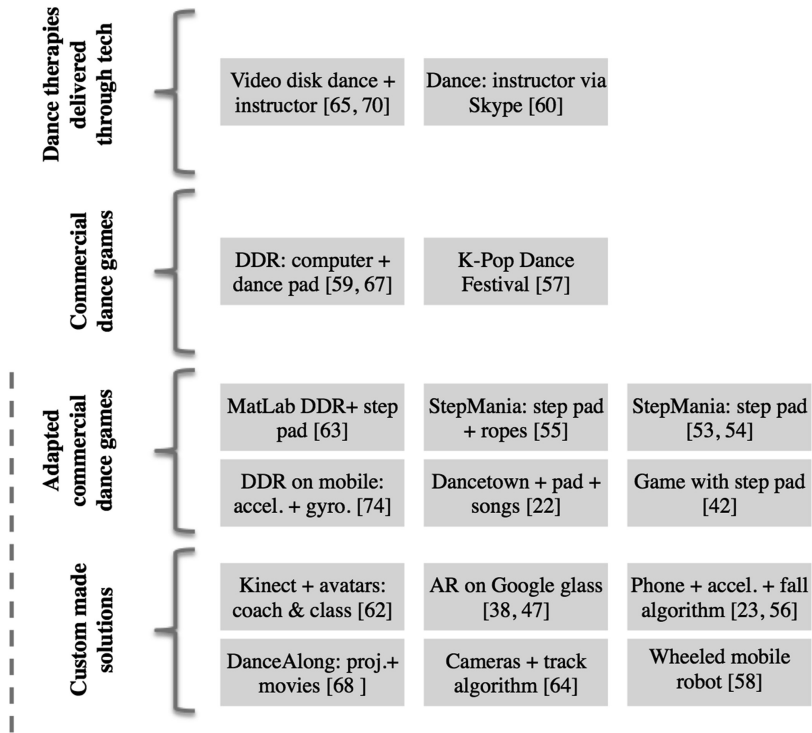 Dance therapies
delivered
through tech
Video disk dance +
instructor [65, 70]
Dance: instructor via
Skype [60]
Commercial
dance games
DDR: computer +
dance pad [59, 67]
K-Pop Dance
Festival [57]
Adapted
commercial
dance games
MatLab DDR+ step
pad [63]
StepMania: step pad
+ ropes [55]
StepMania: step pad
[53, 54]
DDR on mobile:
accel. + gyro. [74]
Dancetown + pad +
songs [22]
Game with step pad
[42]
Custom made
solutions
Kinect + avatars:
coach & class [62]
AR on Google glass
[38, 47]
Phone + accel. + fall
algorithm [23, 56]
DanceAlong: proj.+
movies [68 ]
Cameras + track
algorithm [64]
Wheeled mobile
robot [58]